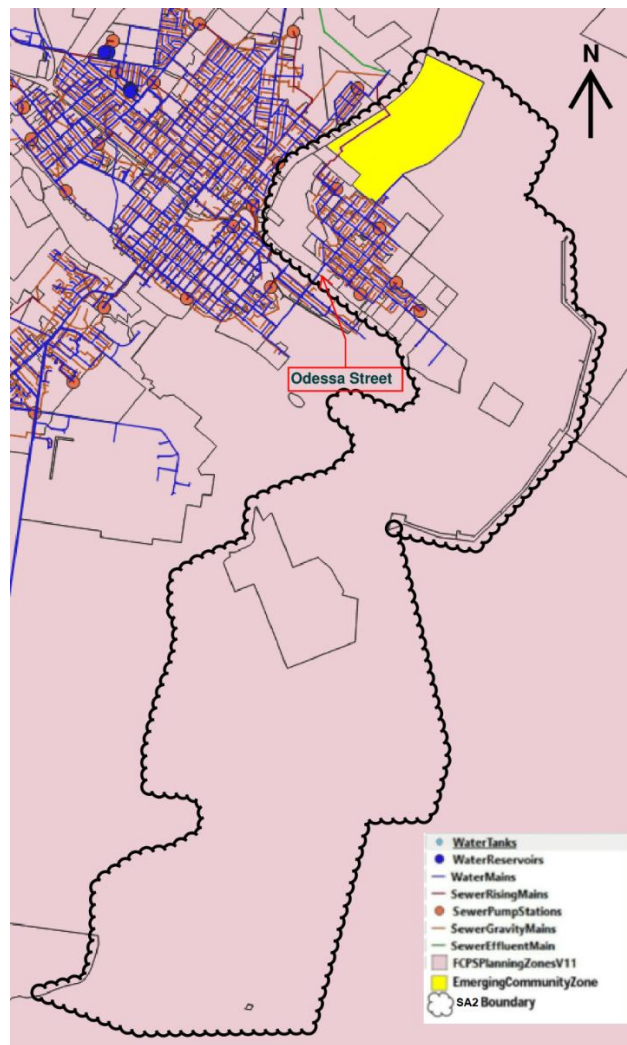 N
Odessa Street
WaterTanks
WaterReservoirs
WaterMains
SewerRisingMains
SewerPumpStations
SewerGravityMains
SewerEffluentMain
FCPSPlanningZonesV11
EmergingCommunityZone
SA2 Boundary